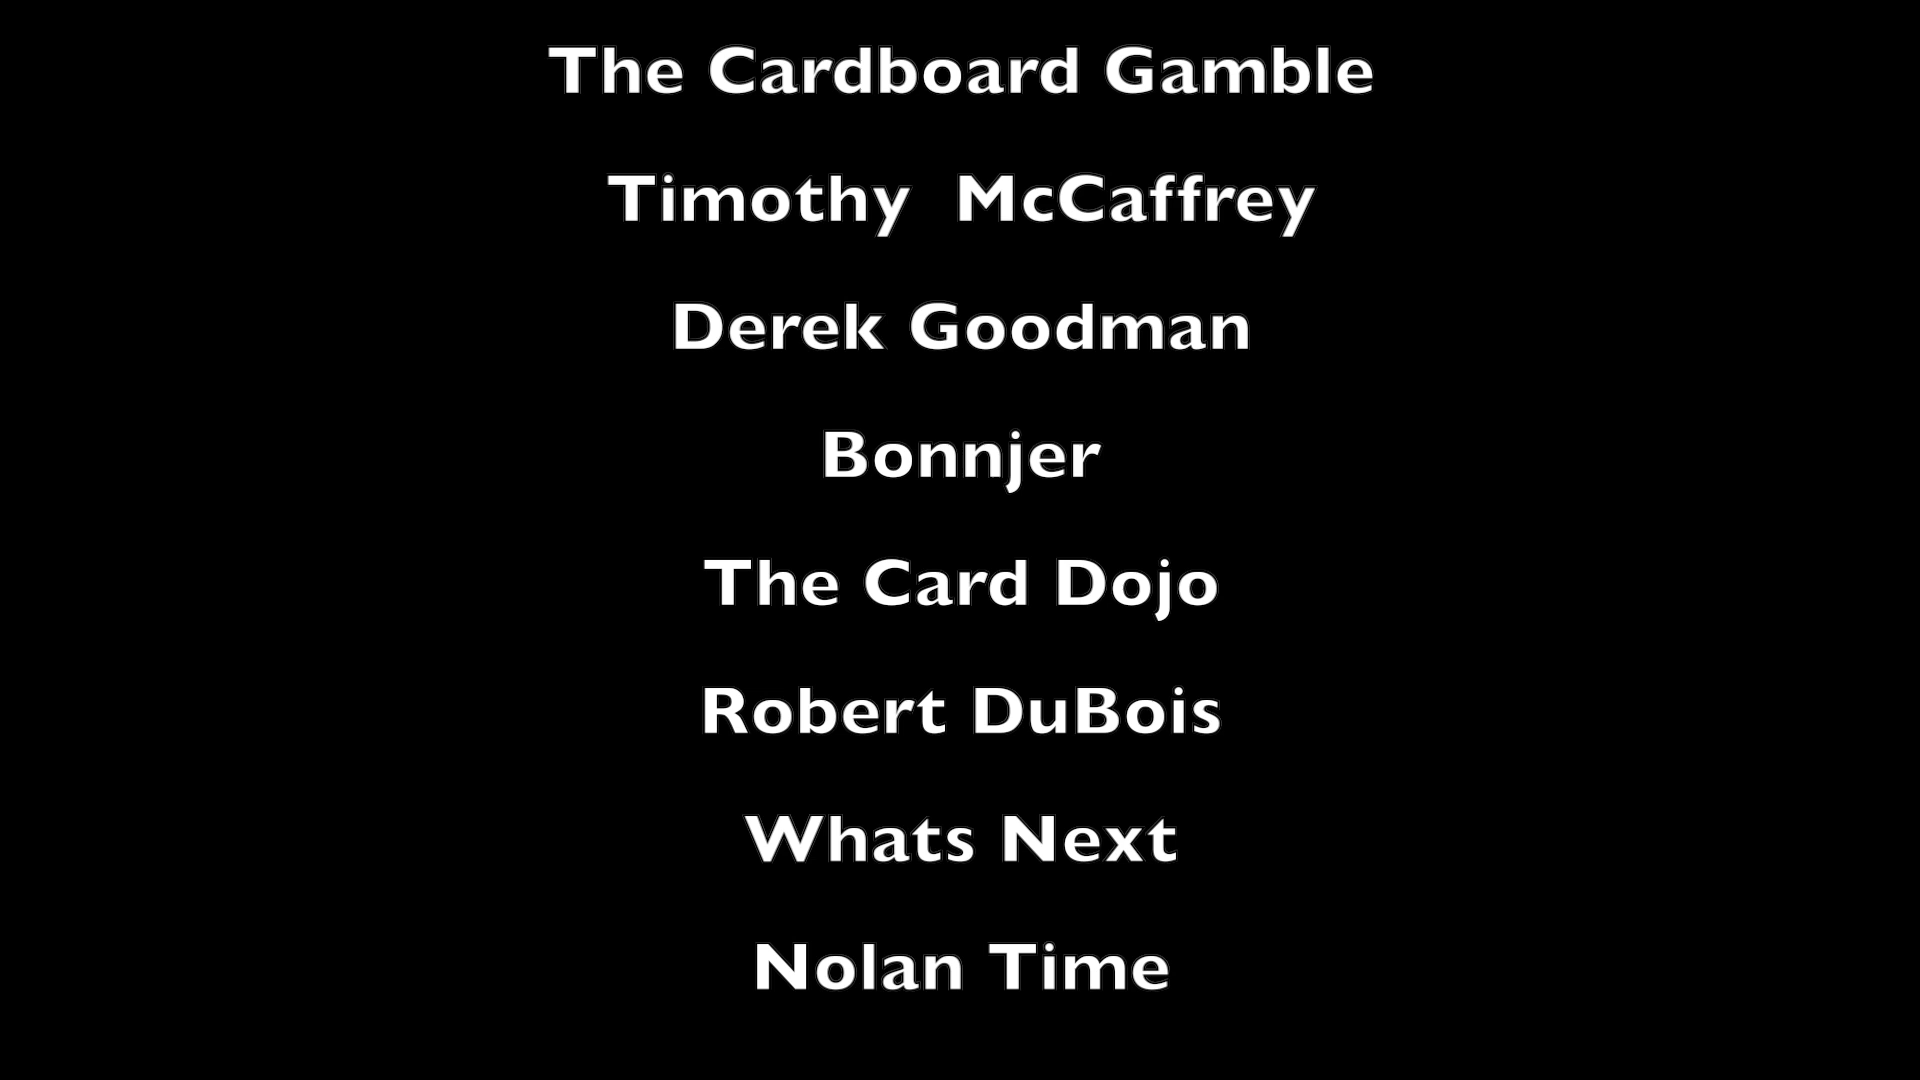 The Cardboard Gamble
Timothy  McCaffrey
Derek Goodman
Bonnjer
The Card Dojo
Robert DuBois
Whats Next
Nolan Time